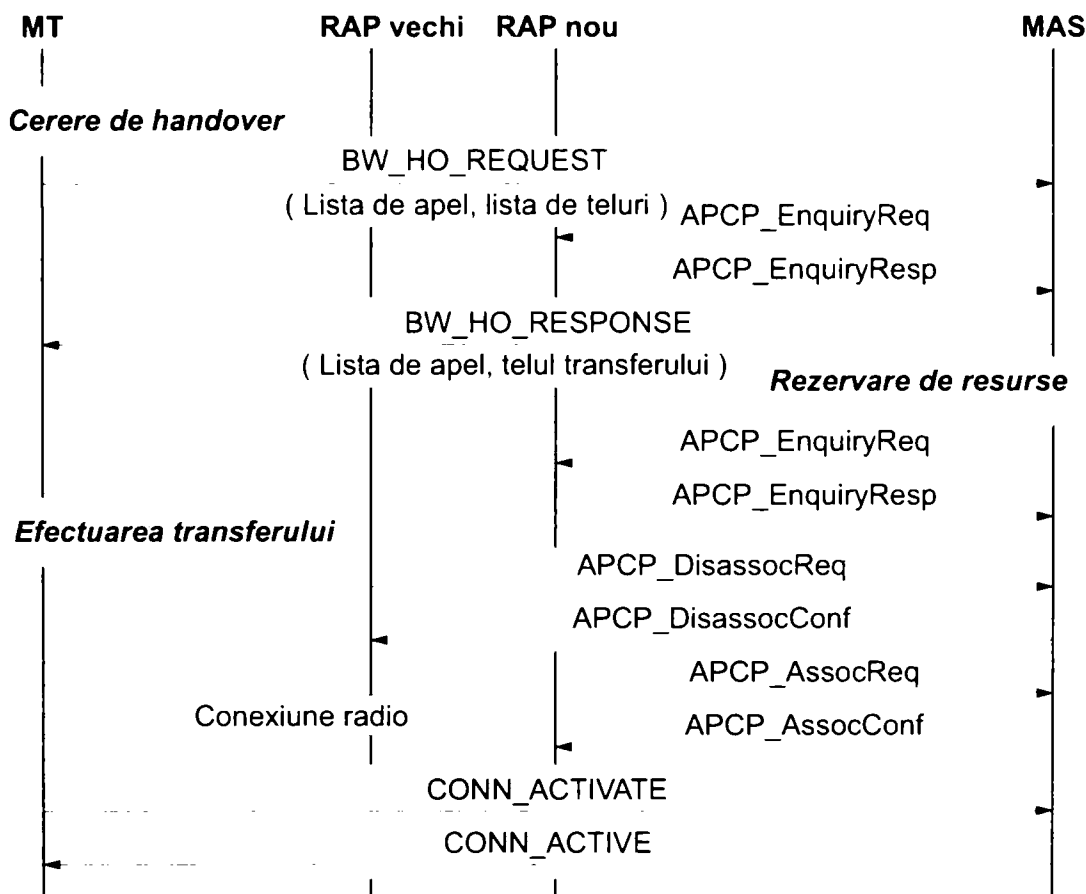 MT RAP vechi RAP nou MAS
Cerere de handover
BW_HO_REQUEST
( Lista de apel, lista de teluri )
APCP_EnquiryReq
APCP_EnquiryResp
BW_HO_RESPONSE
( Lista de apel, telul transferului )
Rezervare de resurse
APCP_EnquiryReq
APCP_EnquiryResp
Efectuarea transferului
APCP_DisassocReq
APCP_DisassocConf
APCP_AssocReq
Conexiune radio
APCP_AssocConf
CONN_ACTIVATE
CONN_ACTIVE